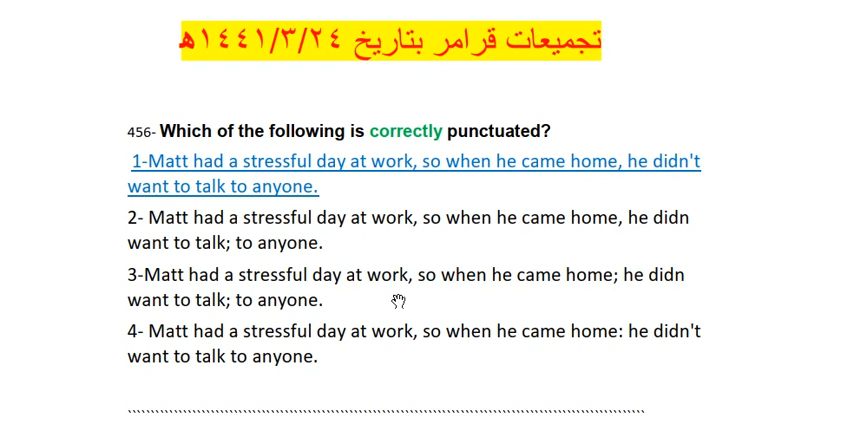 تجميعات قرامر بتاريخ ١٤٤١/٣/٢٤هـ
456- Which of the following is correctly punctuated?
1-Matt had a stressful day at work, so when he came home, he didn't
want to talk to anyone.
2- Matt had a stressful day at work, so when he came home, he didn
want to talk; to anyone.
3-Matt had a stressful day at work, so when he came home; he didn
want to talk; to anyone.
4- Matt had a stressful day at work, so when he came home: he didn't
want to talk to anyone.